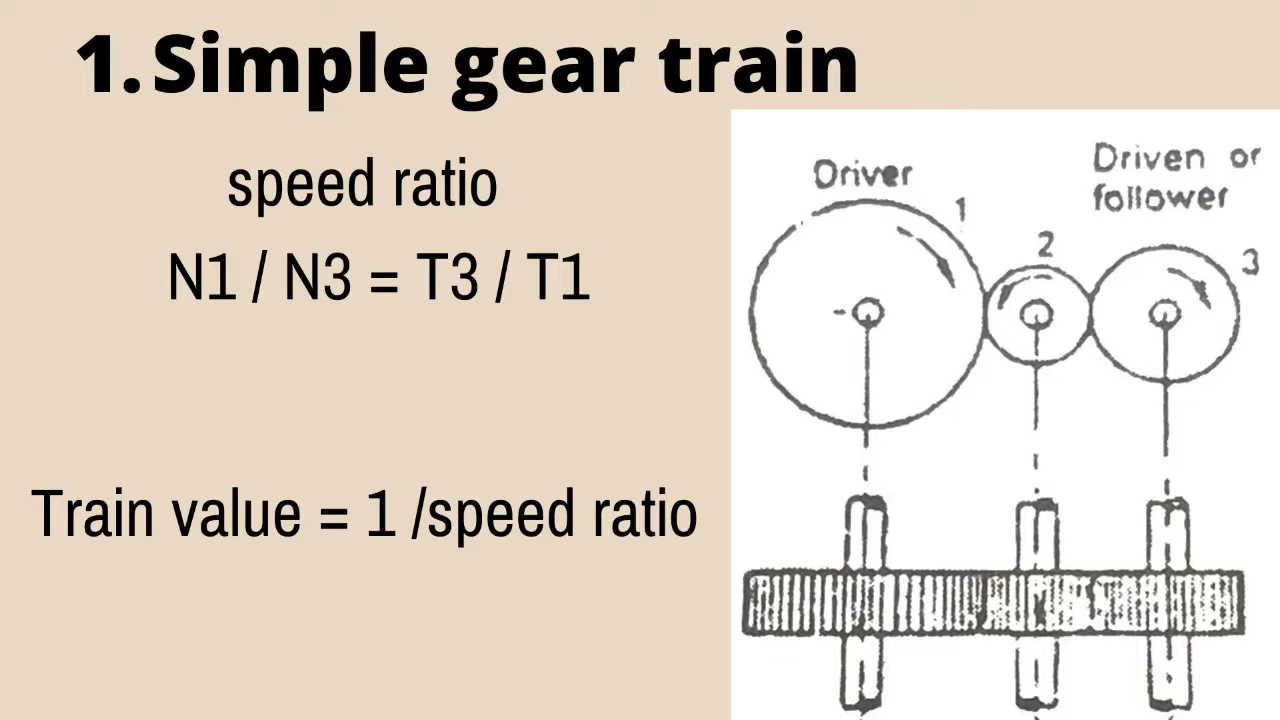 1. Simple gear train
speed ratio
N1 / N3 = T3 / T1
Train value = 1 /speed ratio
Driver
1
2
Driven or
follower
3